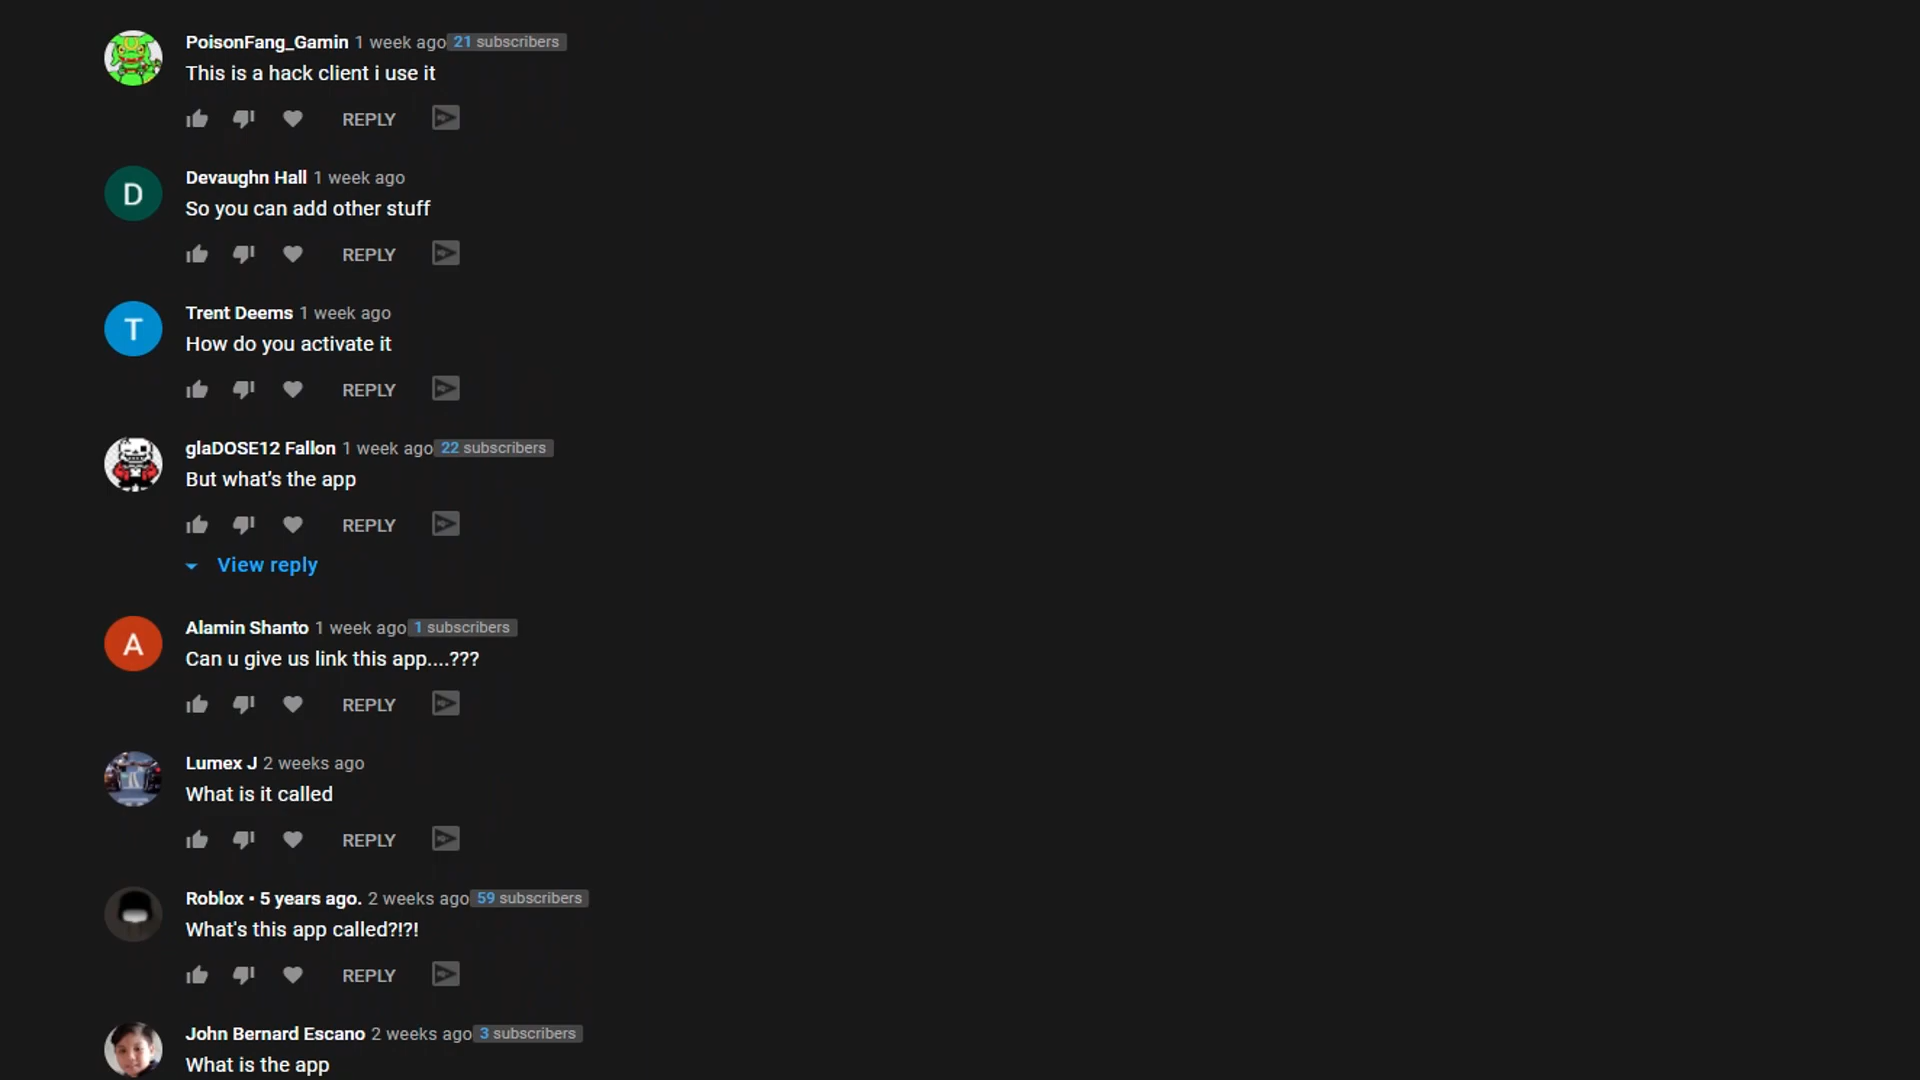 PoisonFang_Gamin 1 week ago 21 subscribers
This is a hack client i use it
REPLY
D
Devaughn Hall 1 week ago
So you can add other stuff
REPLY
T
Trent Deems 1 week ago
How do you activate it
REPLY
glaDOSE12 Fallon 1 week ago 22 subscribers
But what’s the app
REPLY
View reply
A
Alamin Shanto 1 week ago 1 subscribers
Can u give us link this app....???
REPLY
Lumex J 2 weeks ago
What is it called
REPLY
Roblox • 5 years ago. 2 weeks ago 59 subscribers
What's this app called?!?!
REPLY
John Bernard Escano 2 weeks ago 3 subscribers
What is the app